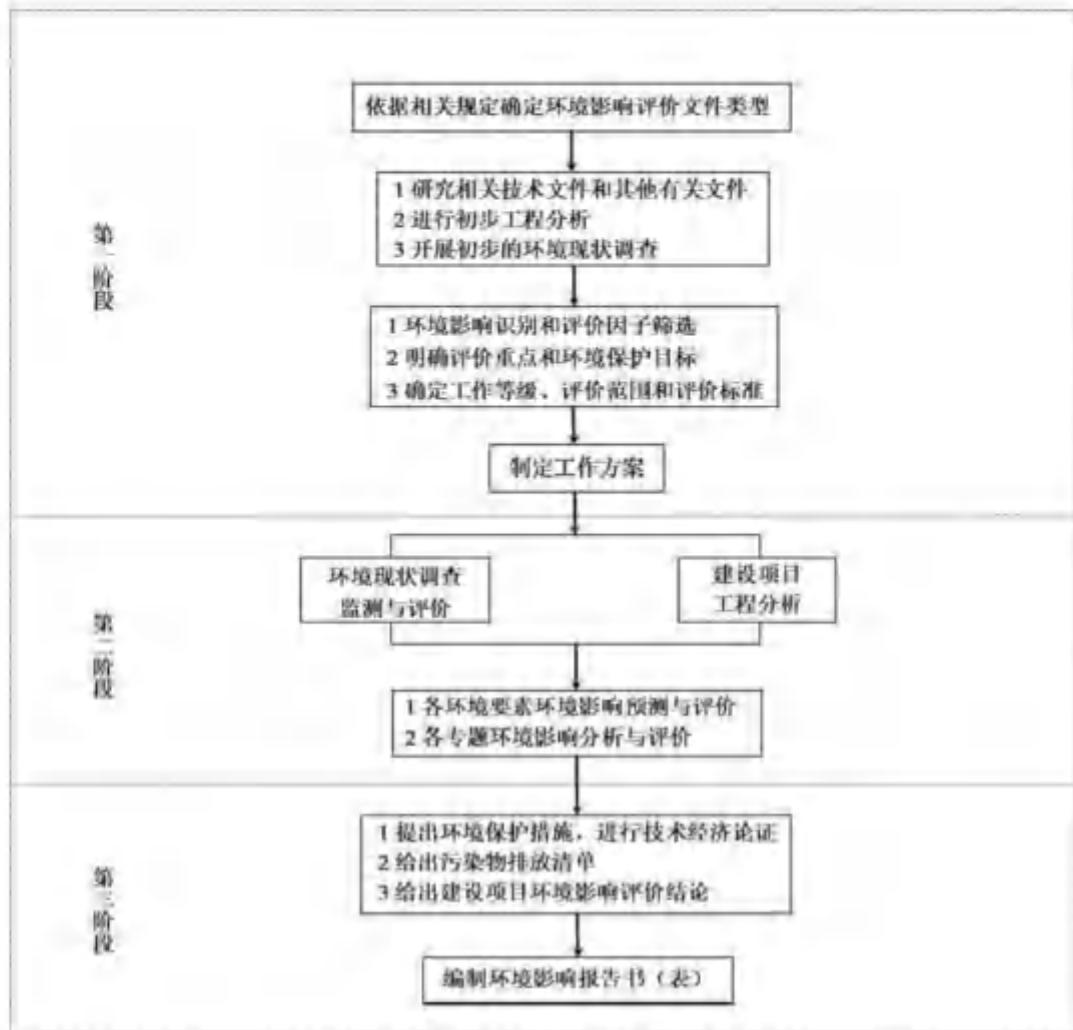 依据相关规定确定环境影响评价文件类型
1 研究相关技术文件和其他有关文件
2 进行初步工程分析
3 开展初步的环境现状调查
第一阶段
1 环境影响识别和评价因子筛选
2 明确评价重点和环境保护目标
3 确定工作等级、评价范围和评价标准
制定工作方案
环境现状调查
监测与评价
建设项目
工程分析
第二阶段
1 各环境要素环境影响预测与评价
2 各专题环境影响分析与评价
1 提出环境保护措施，进行技术经济论证
2 给出污染物排放清单
3 给出建设项目环境影响评价结论
第三阶段
编制环境影响报告书（表）